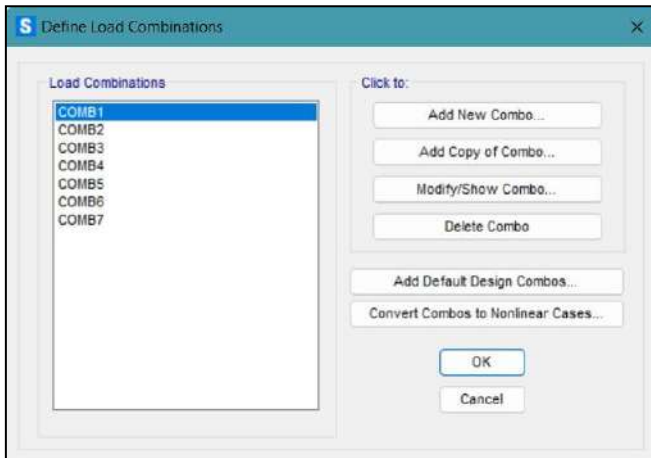 S Define Load Combinations
Load Combinations
COMB1
COMB2
COMB3
COMB4
COMB5
COMB6
COMB7
Click to:
Add New Combo...
Add Copy of Combo...
Modify/Show Combo...
Delete Combo
Add Default Design Combos...
Convert Combos to Nonlinear Cases...
OK
Cancel